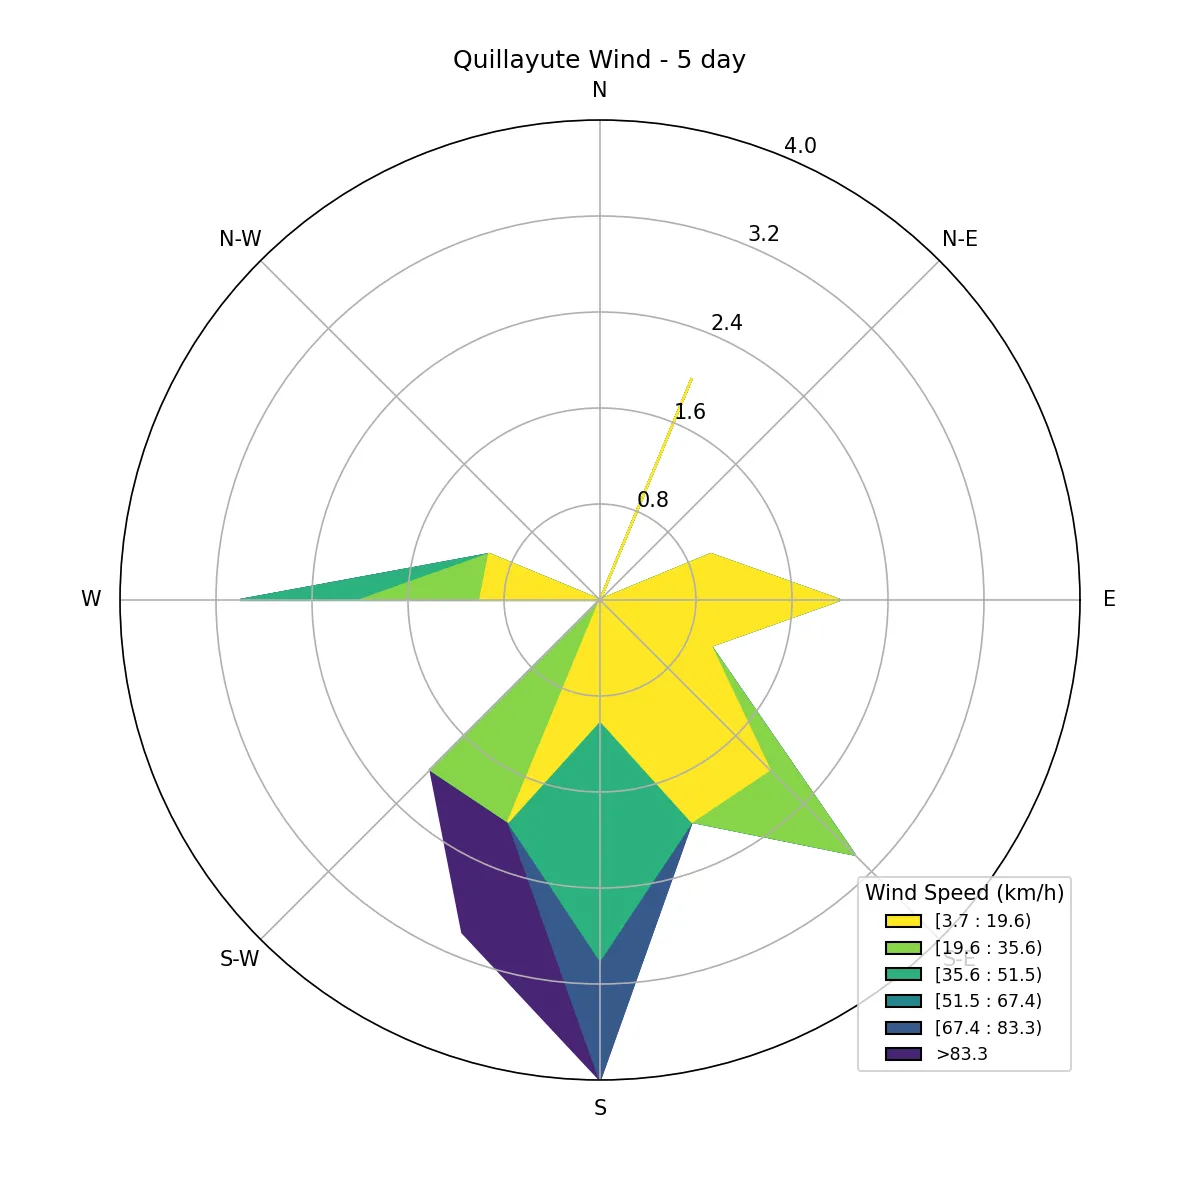 Quillayute Wind - 5 day
N
4.0
N-W
3.2
N-E
2.4
1.6
0.8
W
E
S-W
S-E
S
Wind Speed (km/h)
[3.7 : 19.6)
[19.6 : 35.6)
[35.6 : 51.5)
[51.5 : 67.4)
[67.4 : 83.3)
>83.3